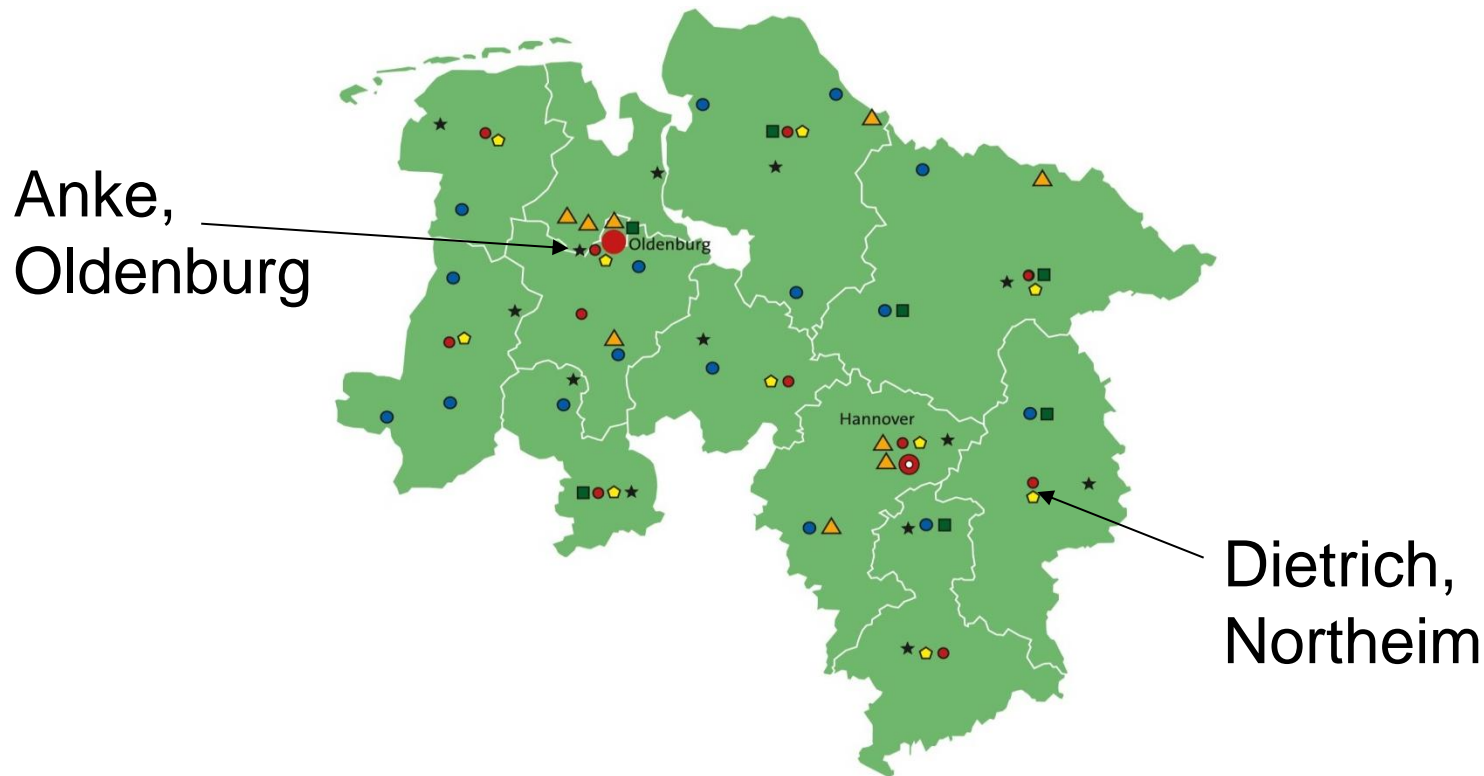 Anke,
Oldenburg
Oldenburg
Hannover
Dietrich,
Northeim